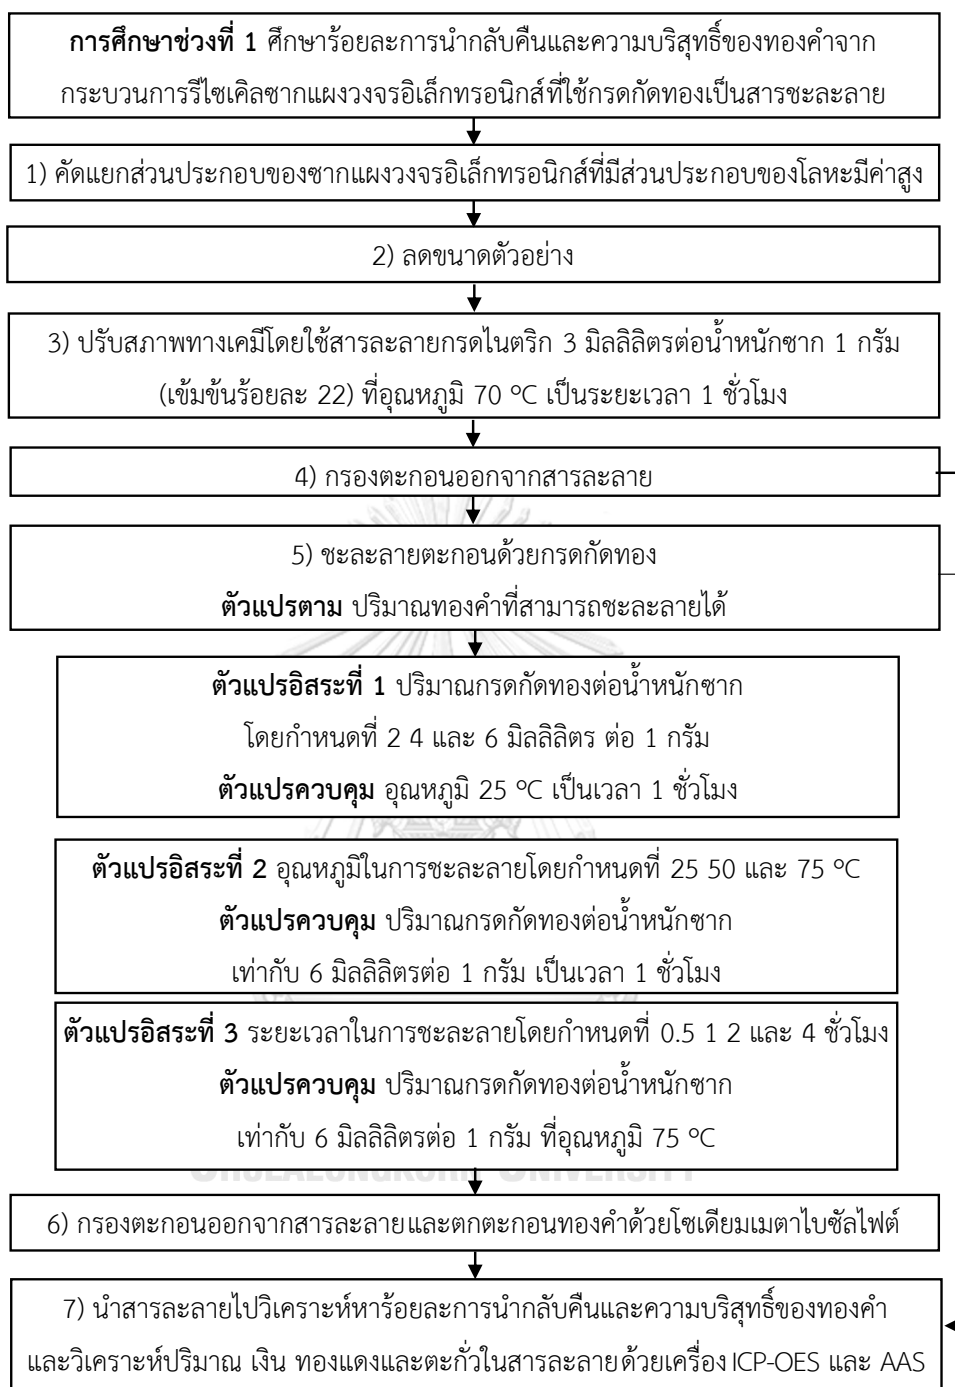 การศึกษาช่วงที่ 1 ศึกษาร้อยละการนำกลับคืนและความบริสุทธิ์ของทองคำจาก
กระบวนการรีไซเคิลซากแผงวงจรอิเล็กทรอนิกส์ที่ใช้กรดกัดทองเป็นสารชะละลาย
1) คัดแยกส่วนประกอบของซากแผงวงจรอิเล็กทรอนิกส์ที่มีส่วนประกอบของโลหะมีค่าสูง
2) ลดขนาดตัวอย่าง
3) ปรับสภาพทางเคมีโดยใช้สารละลายกรดไนตริก 3 มิลลิลิตรต่อน้ำหนักซาก 1 กรัม
(เข้มข้นร้อยละ 22) ที่อุณหภูมิ 70 ºC เป็นระยะเวลา 1 ชั่วโมง
4) กรองตะกอนออกจากสารละลาย
5) ชะละลายตะกอนด้วยกรดกัดทอง
ตัวแปรตาม ปริมาณทองคำที่สามารถชะละลายได้
ตัวแปรอิสระที่ 1 ปริมาณกรดกัดทองต่อน้ำหนักซาก
โดยกำหนดที่ 2 4 และ 6 มิลลิลิตร ต่อ 1 กรัม
ตัวแปรควบคุม อุณหภูมิ 25 ºC เป็นเวลา 1 ชั่วโมง
ตัวแปรอิสระที่ 2 อุณหภูมิในการชะละลายโดยกำหนดที่ 25 50 และ 75 ºC
ตัวแปรควบคุม ปริมาณกรดกัดทองต่อน้ำหนักซาก
เท่ากับ 6 มิลลิลิตรต่อ 1 กรัม เป็นเวลา 1 ชั่วโมง
ตัวแปรอิสระที่ 3 ระยะเวลาในการชะละลายโดยกำหนดที่ 0.5 1 2 และ 4 ชั่วโมง
ตัวแปรควบคุม ปริมาณกรดกัดทองต่อน้ำหนักซาก
เท่ากับ 6 มิลลิลิตรต่อ 1 กรัม ที่อุณหภูมิ 75 ºC
CHULALONGKORN UNIVERSITY
6) กรองตะกอนออกจากสารละลายและตกตะกอนทองคำด้วยโซเดียมเมตาไบซัลไฟต์
7) นำสารละลายไปวิเคราะห์หาร้อยละการนำกลับคืนและความบริสุทธิ์ของทองคำ
และวิเคราะห์ปริมาณ เงิน ทองแดงและตะกั่วในสารละลายด้วยเครื่อง ICP-OES และ AAS